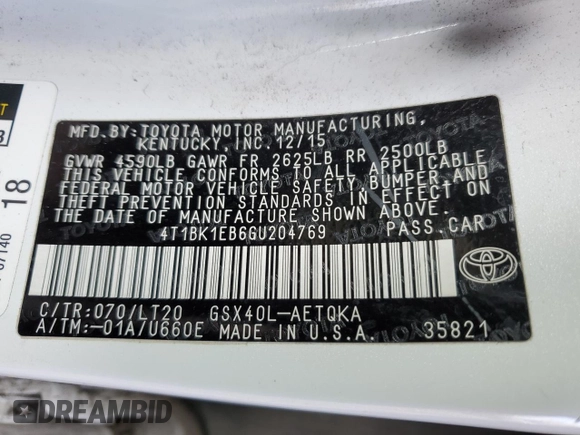 MFD.BY:TOYOTA MOTOR MANUFACTURING,
KENTUCKY, INC. 12/15
GVWR 4590LB GAWR FR 2625LB RR 2500LB
THIS VEHICLE CONFORMS TO ALL APPLICABLE
FEDERAL MOTOR VEHICLE SAFETY, BUMPER, AND
THEFT PREVENTION STANDARDS IN EFFECT ON
THE DATE OF MANUFACTURE SHOWN ABOVE.
4T1BK1EB6GU204769 PASS.CAR
C/TR:070/LT20 GSX40L-AETQKA
A/TM:-01A/U660E MADE IN U.S.A. 35821
18
TOYOTA
DREAMBID